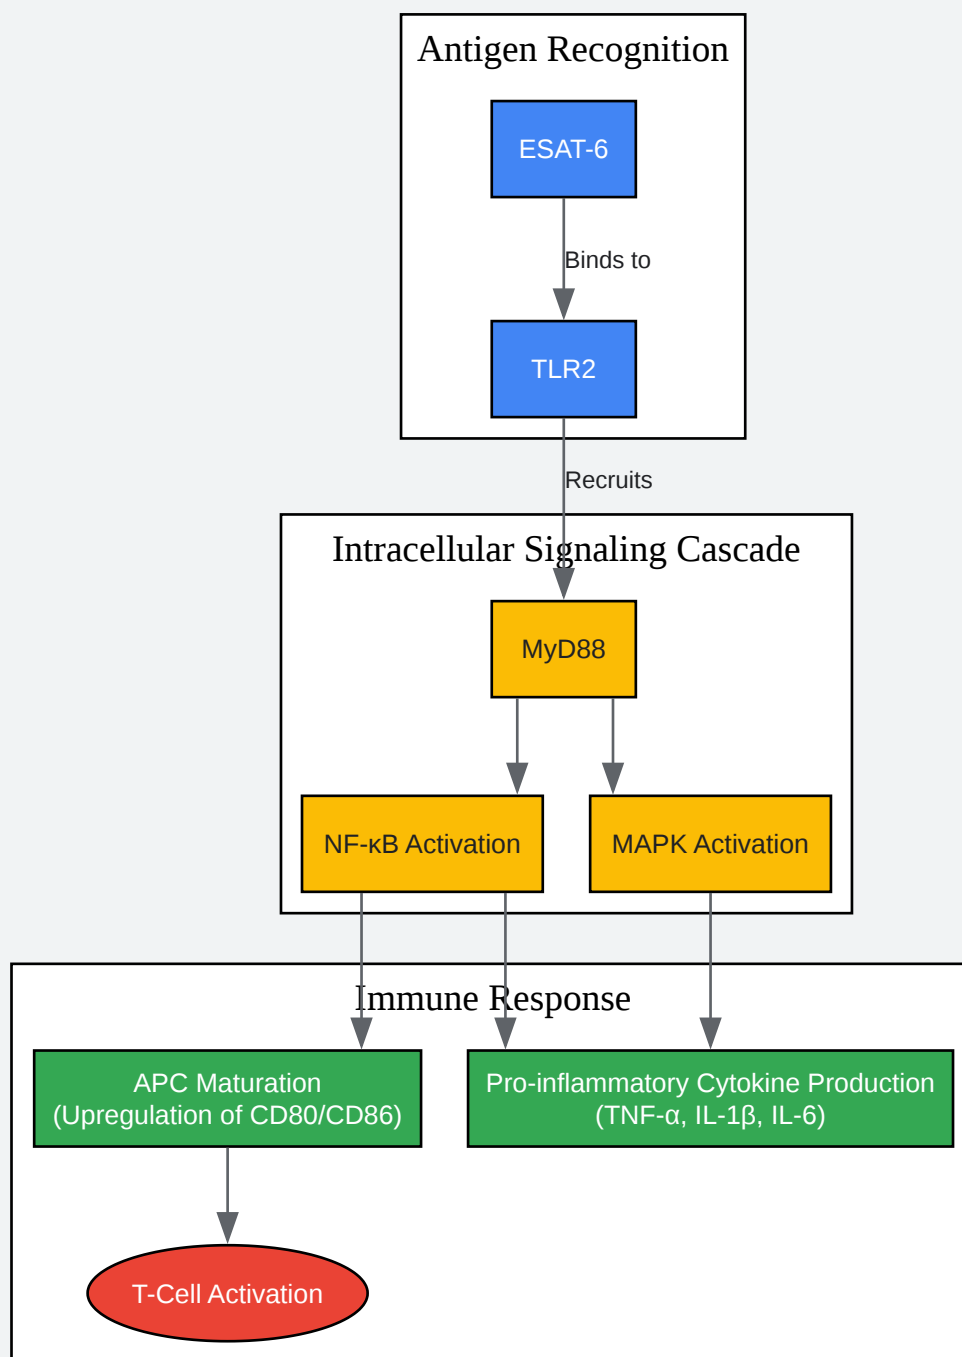 Antigen Recognition
ESAT-6
Binds to
TLR2
Recruits
Intracellular Signaling Cascade
MyD88
NF-κB Activation
MAPK Activation
Immune Response
APC Maturation
(Upregulation of CD80/CD86)
Pro-inflammatory Cytokine Production
(TNF-α, IL-1β, IL-6)
T-Cell Activation